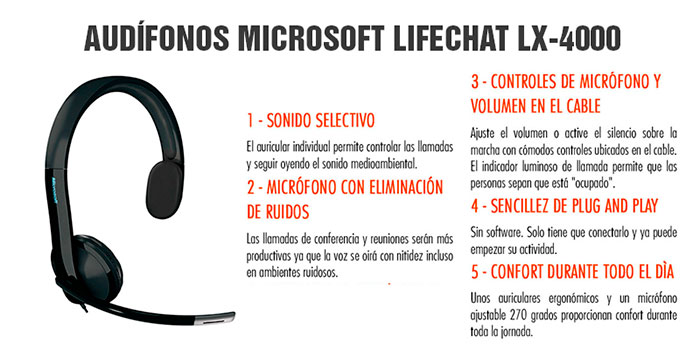 AUDÍFONOS MICROSOFT LIFECHAT LX-4000
1 - SONIDO SELECTIVO
El auricular individual permite controlar las llamadas
y seguir oyendo el sonido medioambiental.
2 - MICRÓFONO CON ELIMINACIÓN
DE RUIDOS
Las llamadas de conferencia y reuniones serán más
productivas ya que la voz se oirá con nitidez incluso
en ambientes ruidosos.
3 - CONTROLES DE MICRÓFONO Y
VOLUMEN EN EL CABLE
Ajuste el volumen o active el silencio sobre la
marcha con cómodos controles ubicados en el cable.
El indicador luminoso de llamada permite que las
personas sepan que está "ocupado".
4 - SENCILLEZ DE PLUG AND PLAY
Sin software. Solo tiene que conectarlo y ya puede
empezar su actividad.
5 - CONFORT DURANTE TODO EL DÌA
Unos auriculares ergonómicos y un micrófono
ajustable 270 grados proporcionan confort durante
toda la jornada.
Microsoft